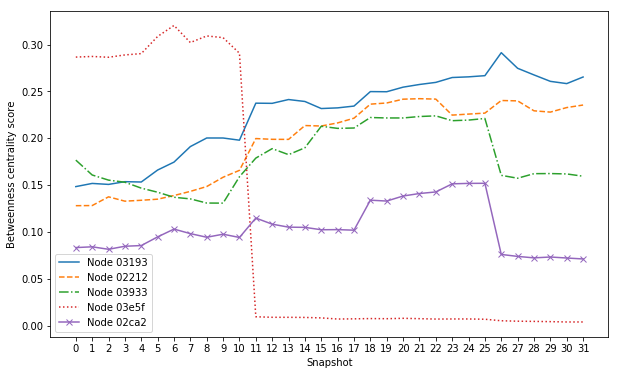 Betweenness centrality score
0.30
0.25
0.20
0.15
0.10
0.05
0.00
Node 03193
Node 02212
Node 03933
Node 03e5f
Node 02ca2
0 1 2 3 4 5 6 7 8 9 10 11 12 13 14 15 16 17 18 19 20 21 22 23 24 25 26 27 28 29 30 31
Snapshot